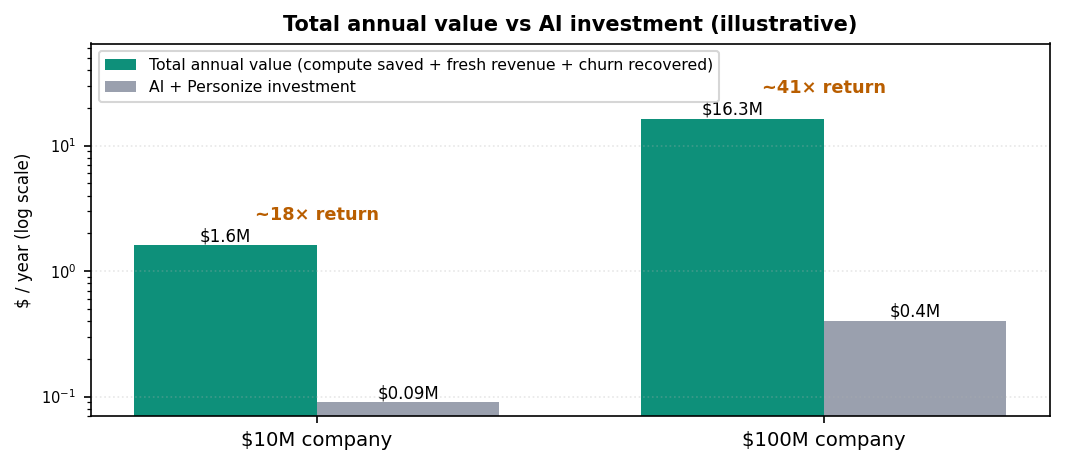 Total annual value vs AI investment (illustrative)
Total annual value (compute saved + fresh revenue + churn recovered)
AI + Personize investment
~41× return
$16.3M
10¹
~18× return
$1.6M
10⁰
$0.4M
$0.09M
10⁻¹
$ / year (log scale)
$10M company
$100M company